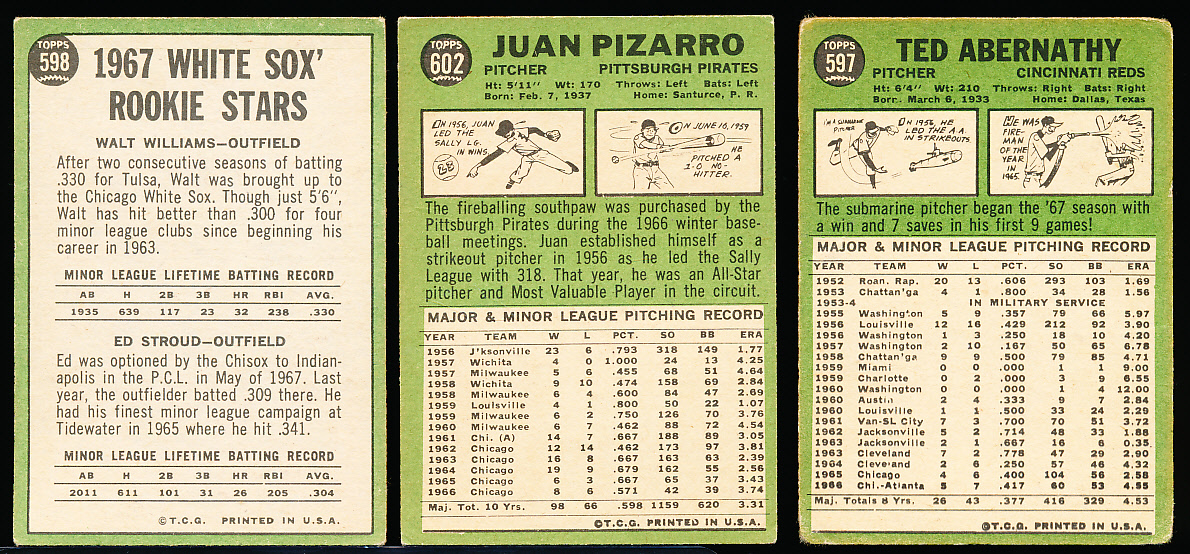 TOPPS
598
1967 WHITE SOX'
ROOKIE STARS
WALT WILLIAMS—OUTFIELD
After two consecutive seasons of batting
.330 for Tulsa, Walt was brought up to
the Chicago White Sox. Though just 5'6",
Walt has hit better than .300 for four
minor league clubs since beginning his
career in 1963.
MINOR LEAGUE LIFETIME BATTING RECORD
AB H 2B 3B HR RBI AVG.
1935 639 117 23 32 238 .330
ED STROUD—OUTFIELD
Ed was optioned by the Chisox to Indian-
apolis in the P.C.L. in May of 1967. Last
year, the outfielder batted .309 there. He
had his finest minor league campaign at
Tidewater in 1965 where he hit .341.
MINOR LEAGUE LIFETIME BATTING RECORD
AB H 2B 3B HR RBI AVG.
2011 611 101 31 26 205 .304
©T.C.G. PRINTED IN U.S.A.
TOPPS
602
JUAN PIZARRO
PITCHER PITTSBURGH PIRATES
Ht: 5'11" Wt: 170 Throws: Left Bats: Left
Born: Feb. 7, 1937 Home: Santurce, P. R.
IN 1956, JUAN
LED THE
SALLY LG.
IN WINS.
ON JUNE 16, 1959
HE
PITCHED A
1-0 NO-
HITTER.
The fireballing southpaw was purchased by the
Pittsburgh Pirates during the 1966 winter base-
ball meetings. Juan established himself as a
strikeout pitcher in 1956 as he led the Sally
League with 318. That year, he was an All-Star
pitcher and Most Valuable Player in the circuit.
MAJOR & MINOR LEAGUE PITCHING RECORD
YEAR TEAM W L PCT. SO BB ERA
1956 J'ksonville 23 6 .793 318 149 1.77
1957 Wichita 4 0 1.000 24 13 4.25
1957 Milwaukee 5 6 .455 68 51 4.64
1958 Wichita 9 10 .474 158 69 2.84
1958 Milwaukee 6 4 .600 84 47 2.69
1959 Louisville 4 1 .800 50 22 1.07
1959 Milwaukee 6 2 .750 126 70 3.76
1960 Milwaukee 6 7 .462 88 72 4.54
1961 Chi. (A) 14 7 .667 188 89 3.05
1962 Chicago 12 14 .462 173 97 3.81
1963 Chicago 16 8 .667 163 63 2.39
1964 Chicago 19 9 .679 162 55 2.56
1965 Chicago 6 3 .667 65 37 3.43
1966 Chicago 8 6 .571 42 39 3.74
Maj. Tot. 10 Yrs. 98 66 .598 1159 620 3.31
©T.C.G. PRINTED IN U.S.A.
TOPPS
597
TED ABERNATHY
PITCHER CINCINNATI REDS
Ht: 6'4" Wt: 210 Throws: Right Bats: Right
Born: March 6, 1933 Home: Dallas, Texas
I'M A SUBMARINE
PITCHER
IN 1956, HE
LED THE A.A.
IN STRIKEOUTS.
HE WAS
FIRE-
MAN OF
THE YEAR
IN 1965.
The submarine pitcher began the '67 season with
a win and 7 saves in his first 9 games!
MAJOR & MINOR LEAGUE PITCHING RECORD
YEAR TEAM W L PCT. SO BB ERA
1952 Roan. Rap. 20 13 .606 293 103 1.69
1953 Chattan'ga 4 1 .800 34 28 1.56
1953-4 IN MILITARY SERVICE
1955 Washington 5 9 .357 79 66 5.97
1956 Louisville 12 16 .429 212 92 3.90
1956 Washington 1 3 .250 18 10 4.20
1957 Washington 2 10 .167 50 65 6.78
1958 Chattan'ga 9 9 .500 79 85 4.71
1959 Miami 0 0 .000 1 1 9.00
1959 Charlotte 0 2 .000 3 9 6.55
1960 Washington 0 0 .000 1 4 12.00
1960 Austin 2 4 .333 9 7 2.84
1960 Louisville 1 1 .500 33 24 2.29
1961 Van-SL City 7 3 .700 70 51 3.72
1962 Jacksonville 5 2 .714 48 33 1.88
1963 Jacksonville 2 1 .667 16 6 0.35
1963 Cleveland 7 2 .778 47 29 2.90
1964 Cleveland 2 6 .250 57 46 4.32
1965 Chicago 4 6 .400 104 56 2.58
1966 Chi.-Atlanta 5 7 .417 60 53 4.55
Maj. Totals 8 Yrs. 26 43 .377 416 329 4.53
©T.C.G. PRINTED IN U.S.A.